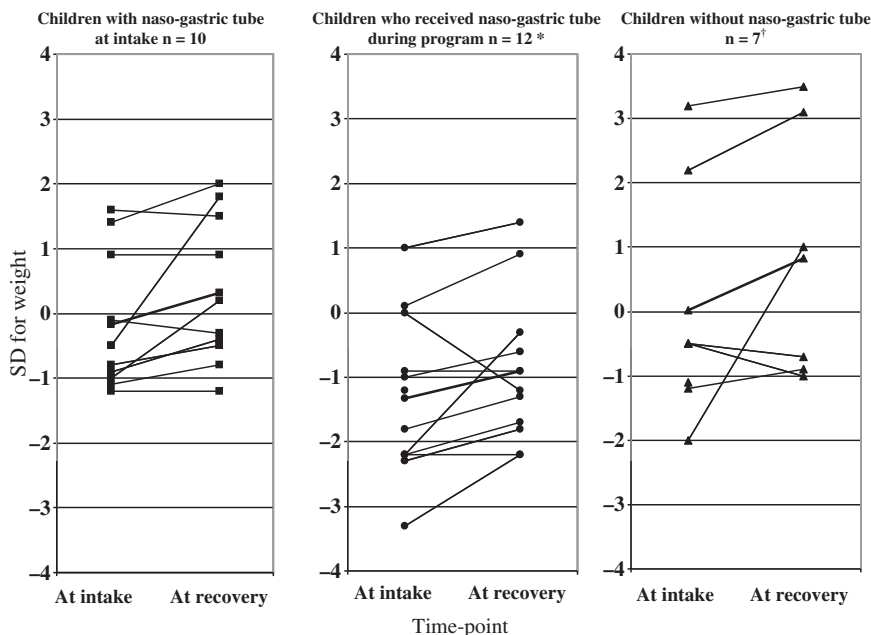 Children with naso-gastric tube
at intake n = 10
Children who received naso-gastric tube
during program n = 12 *
Children without naso-gastric tube
n = 7†
SD for weight
4
3
2
1
0
–1
–2
–3
–4
4
3
2
1
0
–1
–2
–3
–4
4
3
2
1
0
–1
–2
–3
–4
At intake At recovery
At intake At recovery
At intake At recovery
Time-point